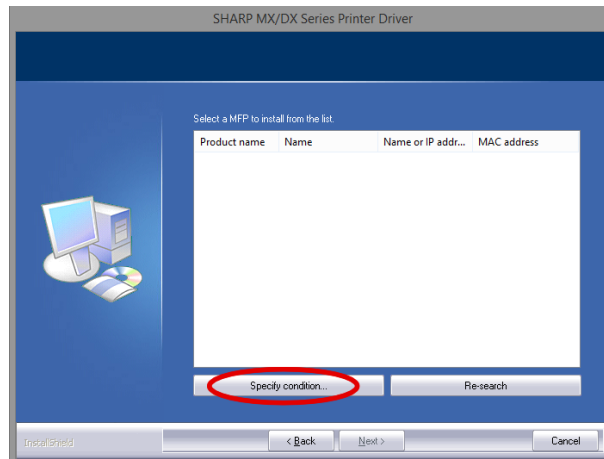 SHARP MX/DX Series Printer Driver
Select a MFP to install from the list.
Product name Name Name or IP addr... MAC address
Specify condition... Re-search
InstallShield < Back Next > Cancel